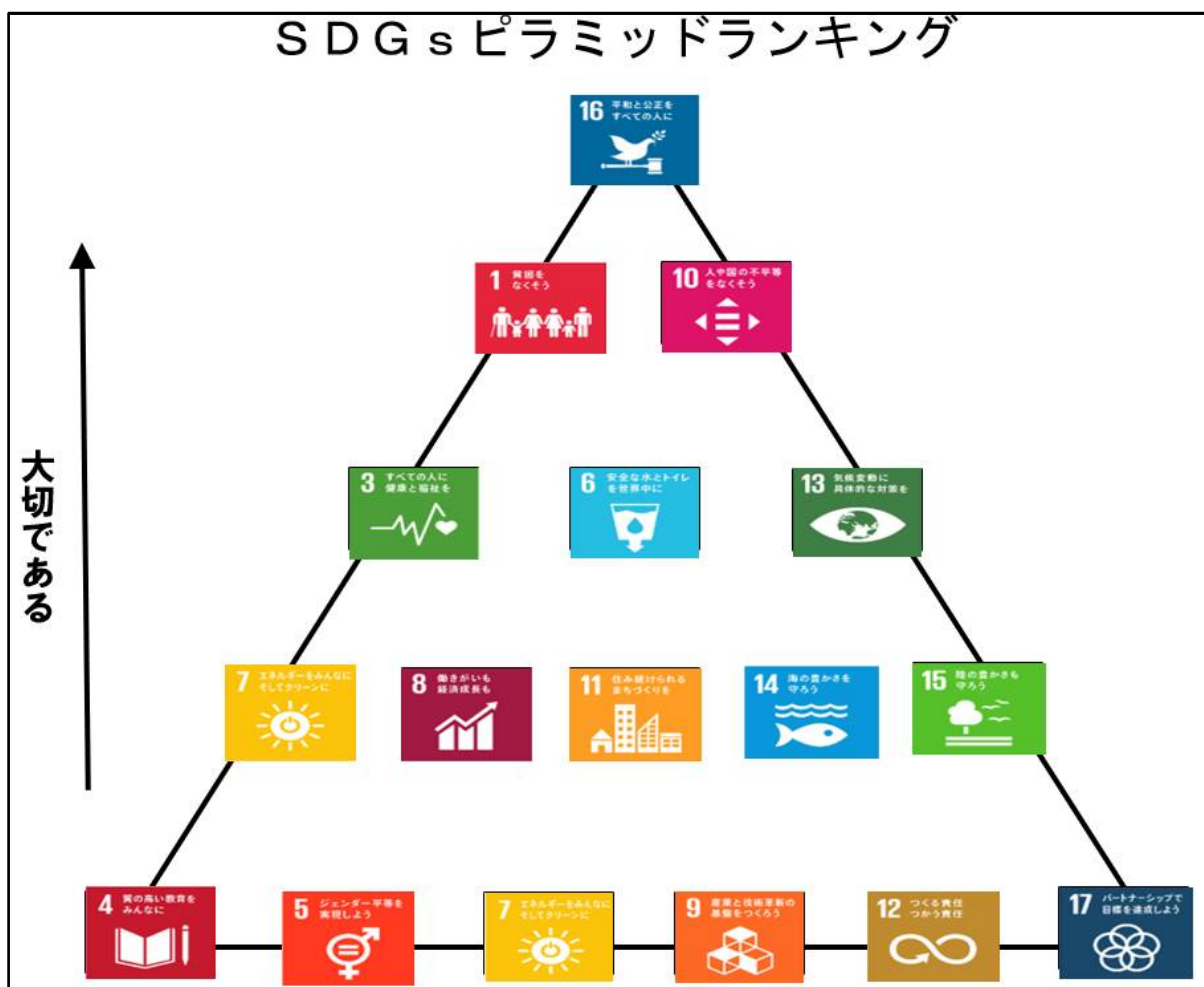 SDGsピラミッドランキング
16 平和と公正を
すべての人に
大切である
1 貧困を
なくそう
10 人や国の不平等
をなくそう
3 すべての人に
健康と福祉を
6 安全な水とトイレ
を世界中に
13 気候変動に
具体的な対策を
7 エネルギーをみんなに
そしてクリーンに
8 働きがいも
経済成長も
11 住み続けられる
まちづくりを
14 海の豊かさを
守ろう
15 陸の豊かさも
守ろう
4 質の高い教育を
みんなに
5 ジェンダー平等を
実現しよう
7 エネルギーをみんなに
そしてクリーンに
9 産業と技術革新の
基盤をつくろう
12 つくる責任
つかう責任
17 パートナーシップで
目標を達成しよう